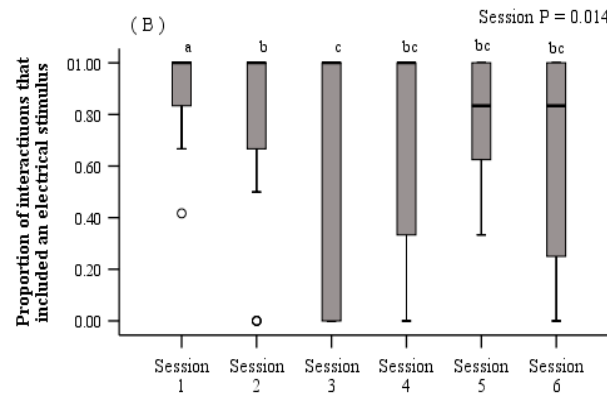 ( B )
Session P = 0.014
a b c bc bc bc
Proportion of interactiuons that
included an electrical stimulus
01.00
0.80
0.60
0.40
0.20
0.00
Session Session Session Session Session Session
1 2 3 4 5 6